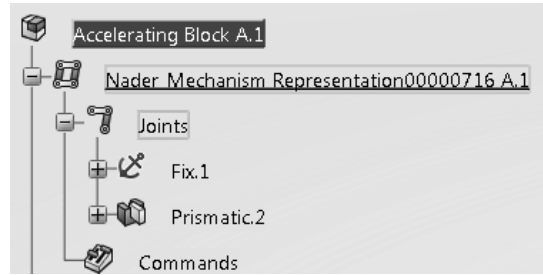 Accelerating Block A.1
Nader Mechanism Representation00000716 A.1
Joints
Fix.1
Prismatic.2
Commands